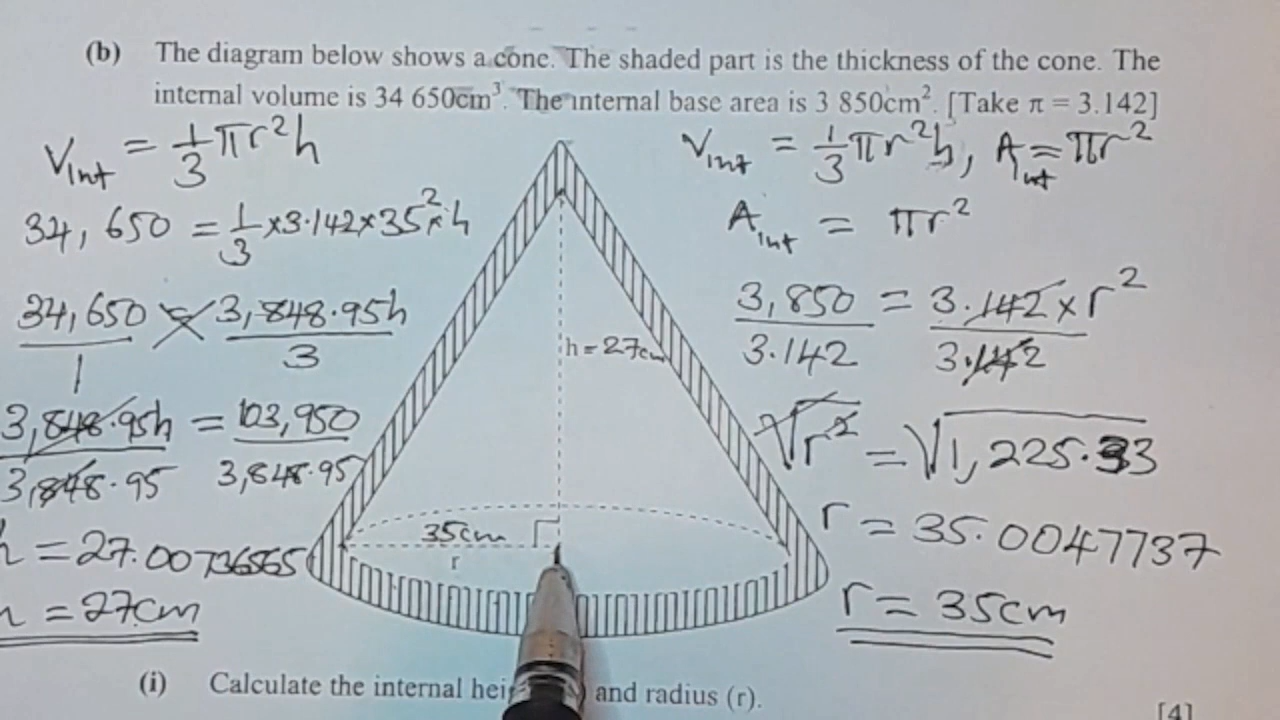 (b) The diagram below shows a cone. The shaded part is the thickness of the cone. The
internal volume is 34 650cm³. The internal base area is 3 850cm². [Take π = 3.142]
V_int = 1/3 πr²h
34,650 = 1/3 ×3.142×35²×h
34,650/1 = 3,848.95h/3
3,848.95h/3,848.95 = 103,950/3,848.95
h = 27.00736565
h = 27cm
h = 27cm
35cm
r
V_int = 1/3 πr²h, A_int = πr²
A_int = πr²
3,850/3.142 = 3.142×r²/3.142
√r² = √1,225.33
r = 35.0047737
r = 35cm
(i) Calculate the internal hei and radius (r).
[4]